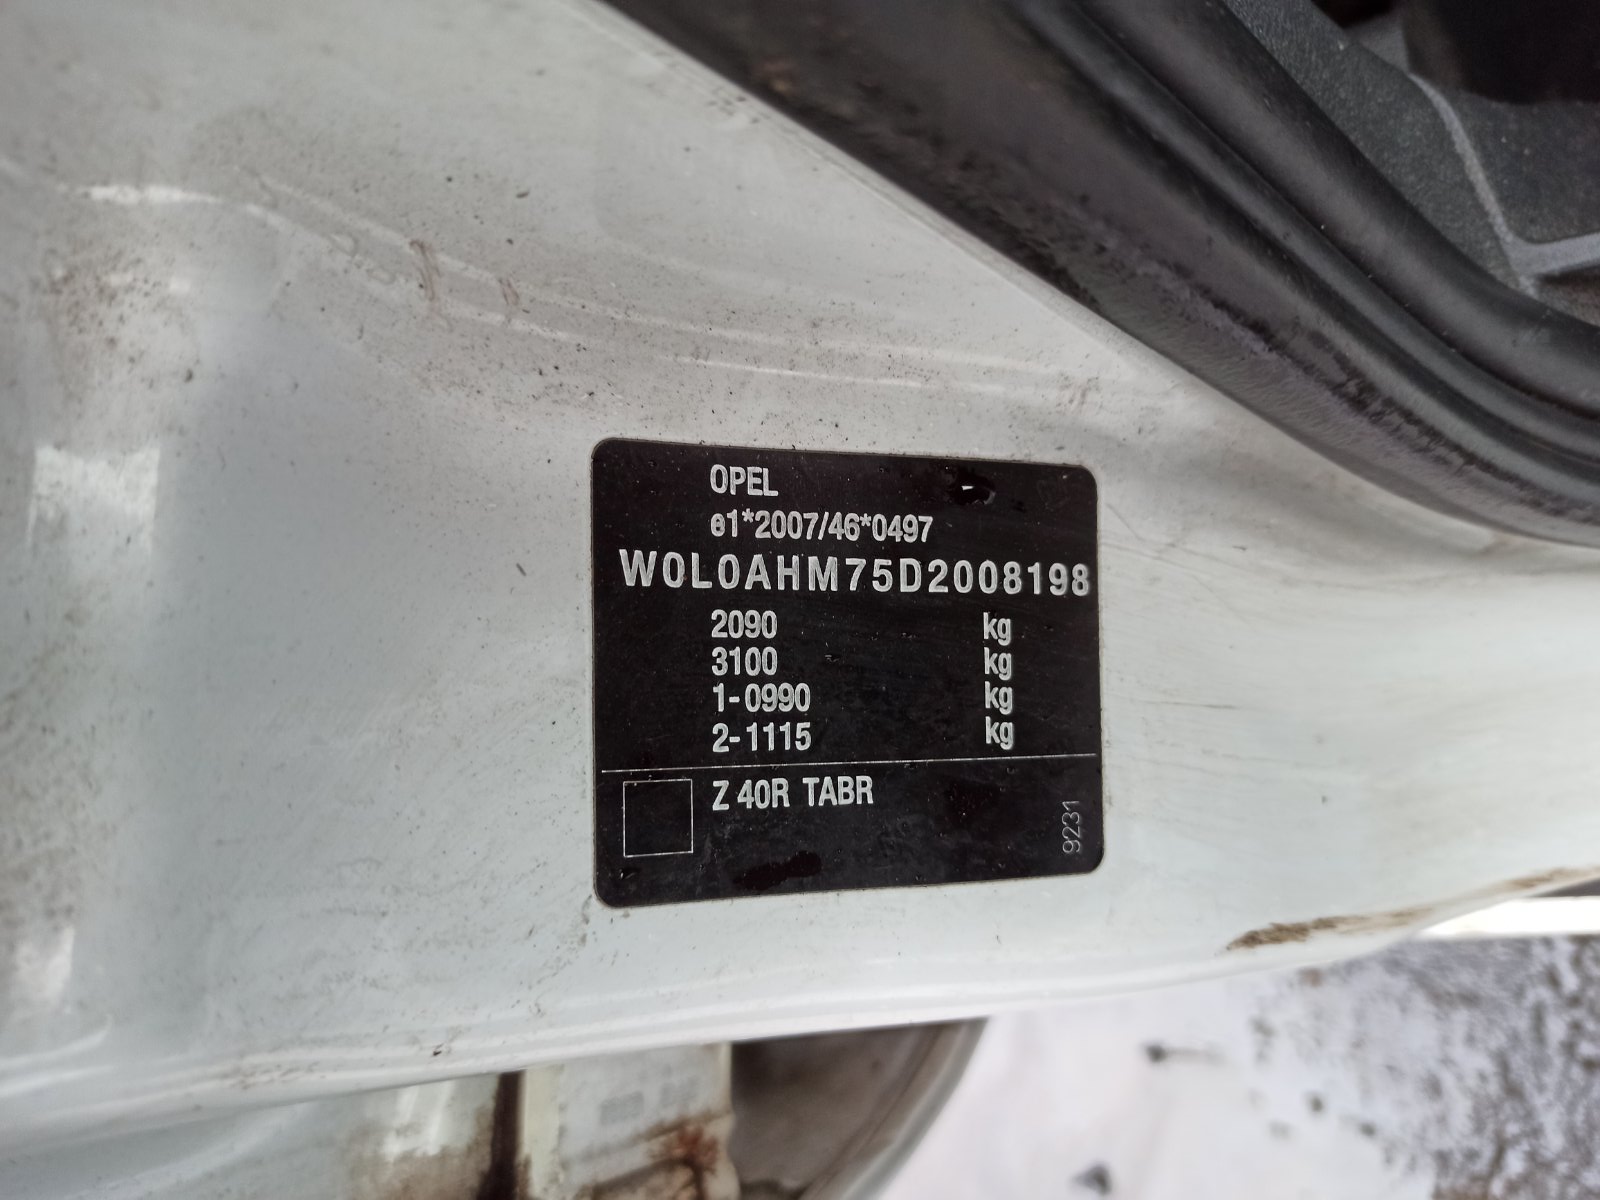 OPEL
e1*2007/46*0497
W0L0AHM75D2008198
2090 kg
3100 kg
1-0990 kg
2-1115 kg
Z 40R TABR
9231